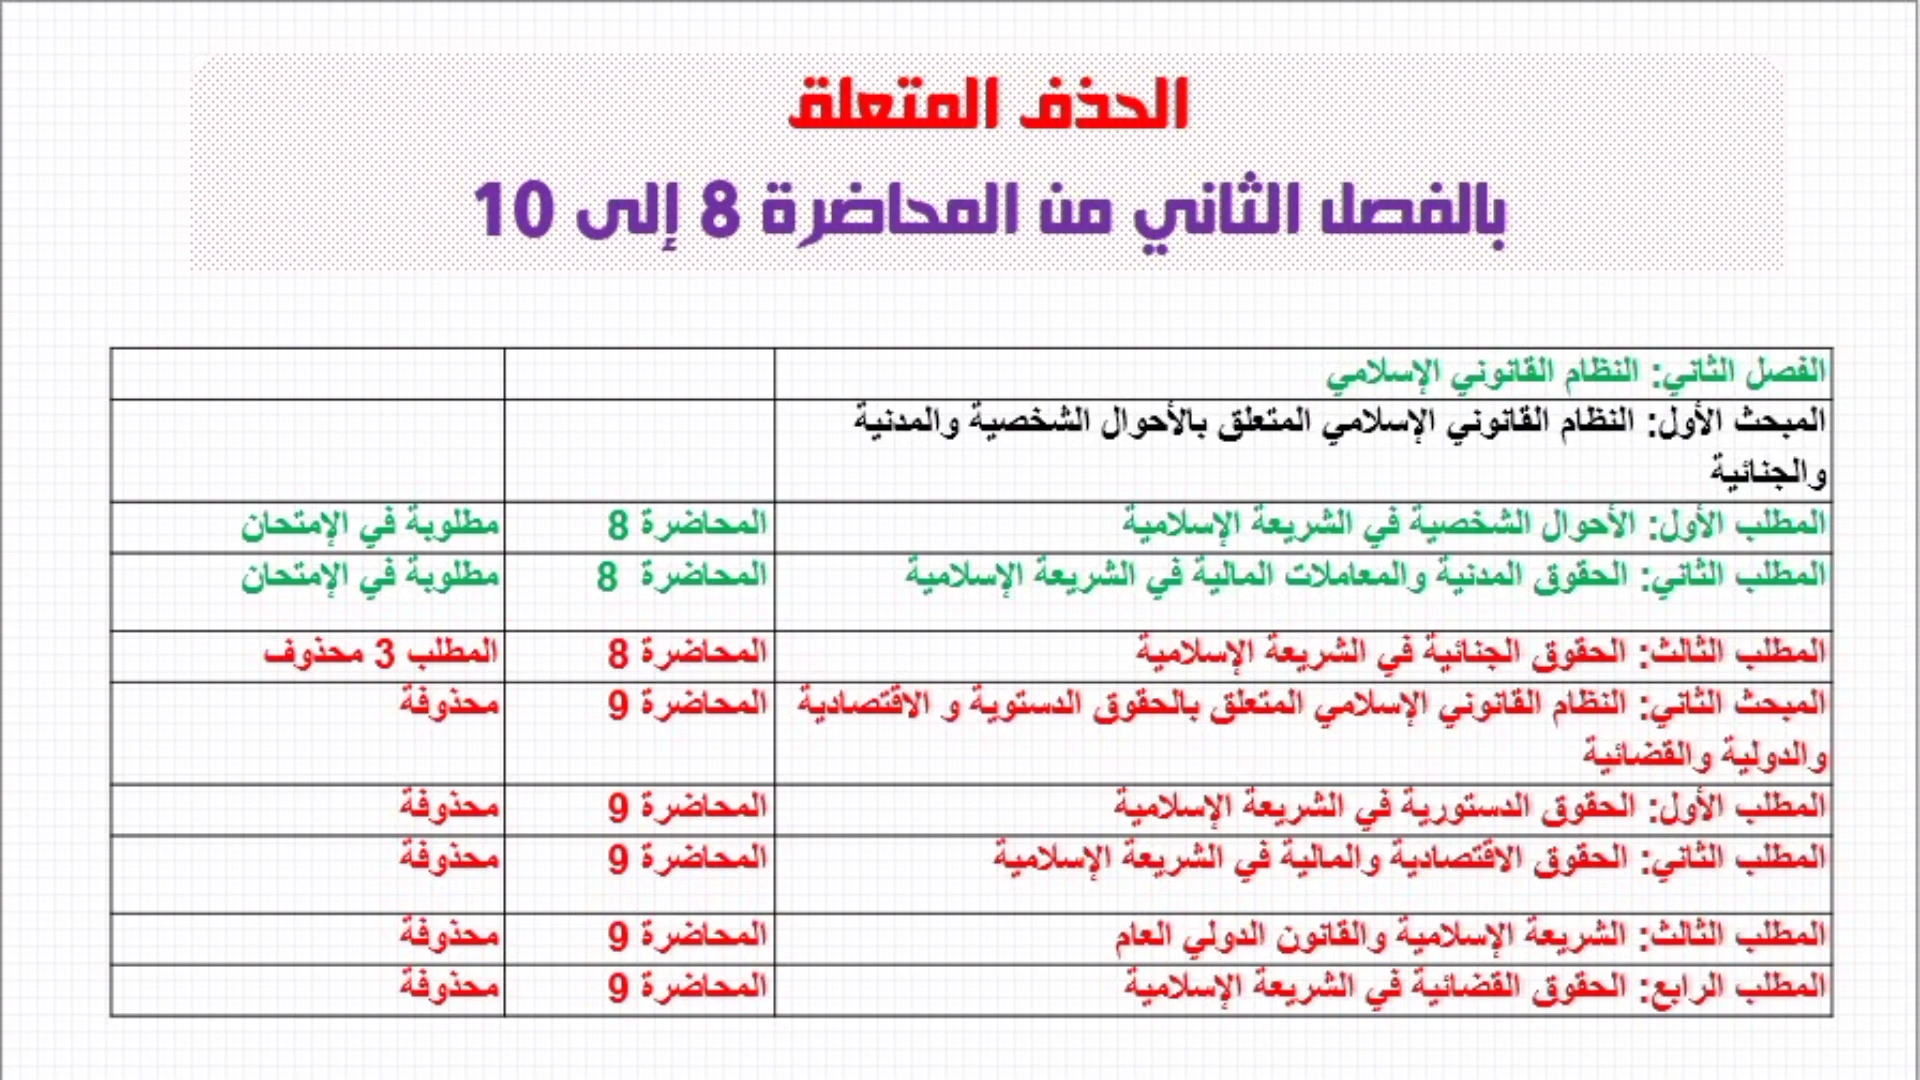 الحذف المتعلق
بالفصل الثاني من المحاضرة 8 إلى 10
الفصل الثاني: النظام القانوني الإسلامي
المبحث الأول: النظام القانوني الإسلامي المتعلق بالأحوال الشخصية والمدنية
والجنائية
المطلب الأول: الأحوال الشخصية في الشريعة الإسلامية المحاضرة 8 مطلوبة في الإمتحان
المطلب الثاني: الحقوق المدنية والمعاملات المالية في الشريعة الإسلامية المحاضرة 8 مطلوبة في الإمتحان
المطلب الثالث: الحقوق الجنائية في الشريعة الإسلامية المحاضرة 8 المطلب 3 محذوف
المبحث الثاني: النظام القانوني الإسلامي المتعلق بالحقوق الدستوية و الاقتصادية المحاضرة 9 محذوفة
والدولية والقضائية
المطلب الأول: الحقوق الدستورية في الشريعة الإسلامية المحاضرة 9 محذوفة
المطلب الثاني: الحقوق الاقتصادية والمالية في الشريعة الإسلامية المحاضرة 9 محذوفة
المطلب الثالث: الشريعة الإسلامية والقانون الدولي العام المحاضرة 9 محذوفة
المطلب الرابع: الحقوق القضائية في الشريعة الإسلامية المحاضرة 9 محذوفة